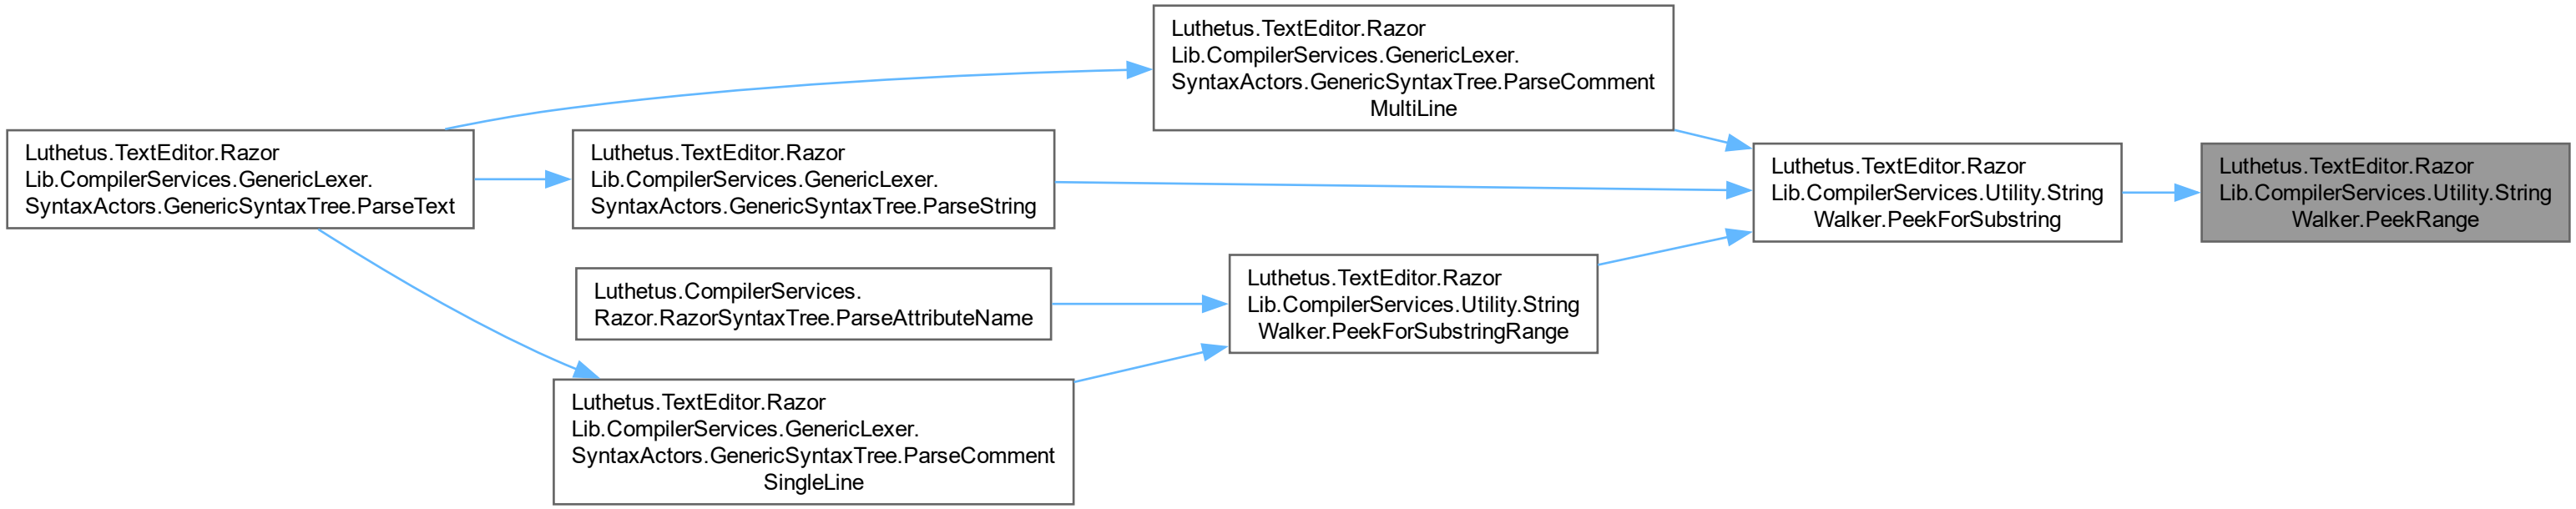 Luthetus.TextEditor.Razor
Lib.CompilerServices.GenericLexer.
SyntaxActors.GenericSyntaxTree.ParseComment
MultiLine
Luthetus.TextEditor.Razor
Lib.CompilerServices.GenericLexer.
SyntaxActors.GenericSyntaxTree.ParseText
Luthetus.TextEditor.Razor
Lib.CompilerServices.GenericLexer.
SyntaxActors.GenericSyntaxTree.ParseString
Luthetus.TextEditor.Razor
Lib.CompilerServices.Utility.String
Walker.PeekForSubstring
Luthetus.TextEditor.Razor
Lib.CompilerServices.Utility.String
Walker.PeekRange
Luthetus.CompilerServices.
Razor.RazorSyntaxTree.ParseAttributeName
Luthetus.TextEditor.Razor
Lib.CompilerServices.Utility.String
Walker.PeekForSubstringRange
Luthetus.TextEditor.Razor
Lib.CompilerServices.GenericLexer.
SyntaxActors.GenericSyntaxTree.ParseComment
SingleLine